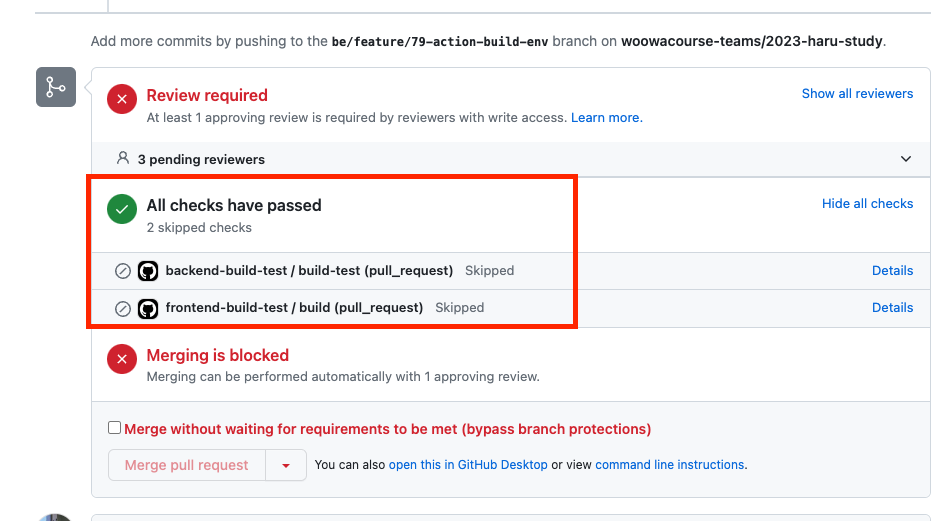 Add more commits by pushing to the be/feature/79-action-build-env branch on woowacourse-teams/2023-haru-study.
Review required
Show all reviewers
At least 1 approving review is required by reviewers with write access. Learn more.
3 pending reviewers
All checks have passed
Hide all checks
2 skipped checks
backend-build-test / build-test (pull_request) Skipped
Details
frontend-build-test / build (pull_request) Skipped
Details
Merging is blocked
Merging can be performed automatically with 1 approving review.
Merge without waiting for requirements to be met (bypass branch protections)
Merge pull request
You can also open this in GitHub Desktop or view command line instructions.